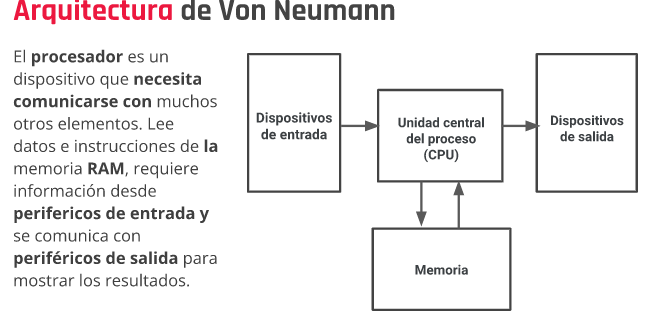 Arquitectura de Von Neumann
El procesador es un
dispositivo que necesita
comunicarse con muchos
otros elementos. Lee
datos e instrucciones de la
memoria RAM, requiere
información desde
perifericos de entrada y
se comunica con
periféricos de salida para
mostrar los resultados.
Dispositivos
de entrada
Unidad central
del proceso
(CPU)
Dispositivos
de salida
Memoria